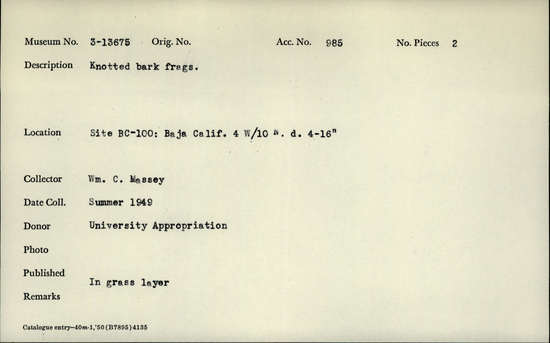 Museum No. 3-13675 Orig. No. Acc. No. 985 No. Pieces 2
Description Knotted bark frags.
Location Site BC-100: Baja Calif. 4 W/10 N. d. 4-16"
Collector Wm. C. Massey
Date Coll. Summer 1949
Donor University Appropriation
Photo
Published
In grass layer
Remarks
Catalogue entry—40m-1,'50 (B7895) 4135